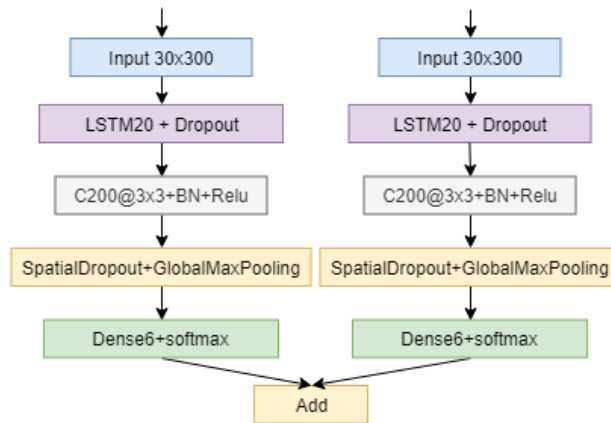 Input 30x300
Input 30x300
LSTM20 + Dropout
LSTM20 + Dropout
C200@3x3+BN+Relu
C200@3x3+BN+Relu
SpatialDropout+GlobalMaxPooling
SpatialDropout+GlobalMaxPooling
Dense6+softmax
Dense6+softmax
Add